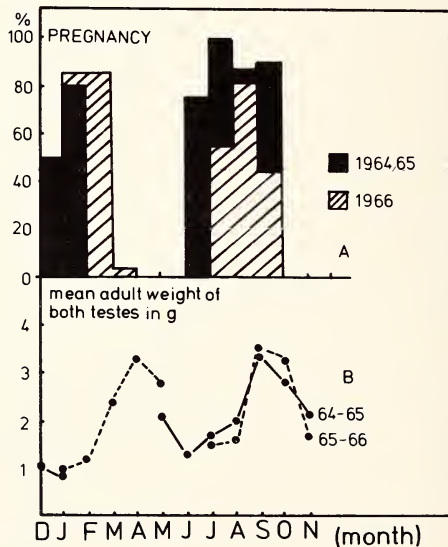 %
PREGNANCY
100
80
60
40
20
0
1964,65
1966
A
mean adult weight of
both testes in g
4
3
2
1
B
64-65
65-66
D J F M A M J J A S O N (month)